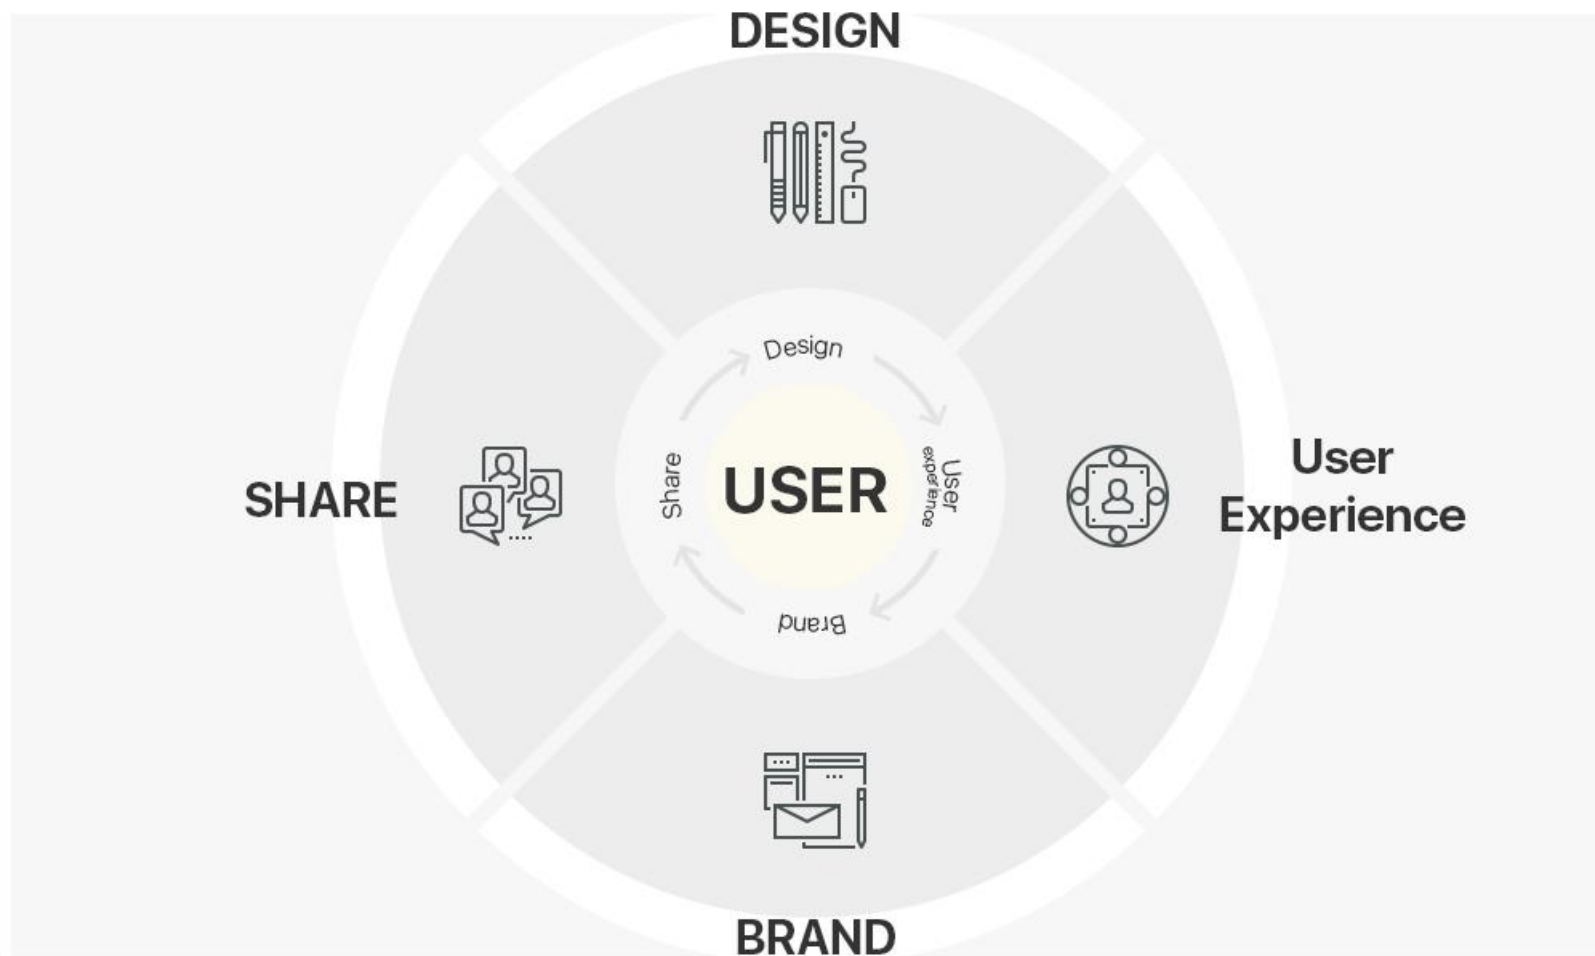 DESIGN
Design
SHARE
Share
USER
User
experience
User
Experience
Brand
BRAND